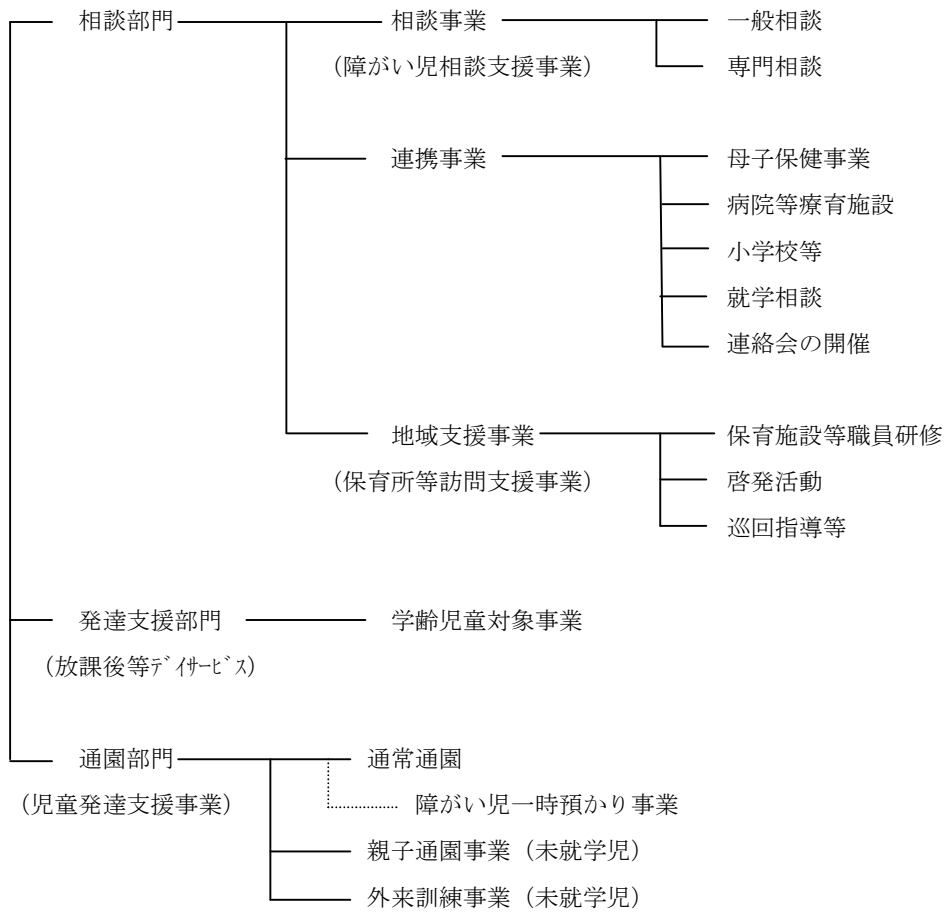 相談部門 相談事業 一般相談
(障がい児相談支援事業) 専門相談
連携事業 母子保健事業
病院等療育施設
小学校等
就学相談
連絡会の開催
地域支援事業 保育施設等職員研修
(保育所等訪問支援事業) 啓発活動
巡回指導等
発達支援部門 学齢児童対象事業
(放課後等ﾃﾞｲｻｰﾋﾞｽ)
通園部門 通常通園
(児童発達支援事業) 障がい児一時預かり事業
親子通園事業(未就学児)
外来訓練事業(未就学児)